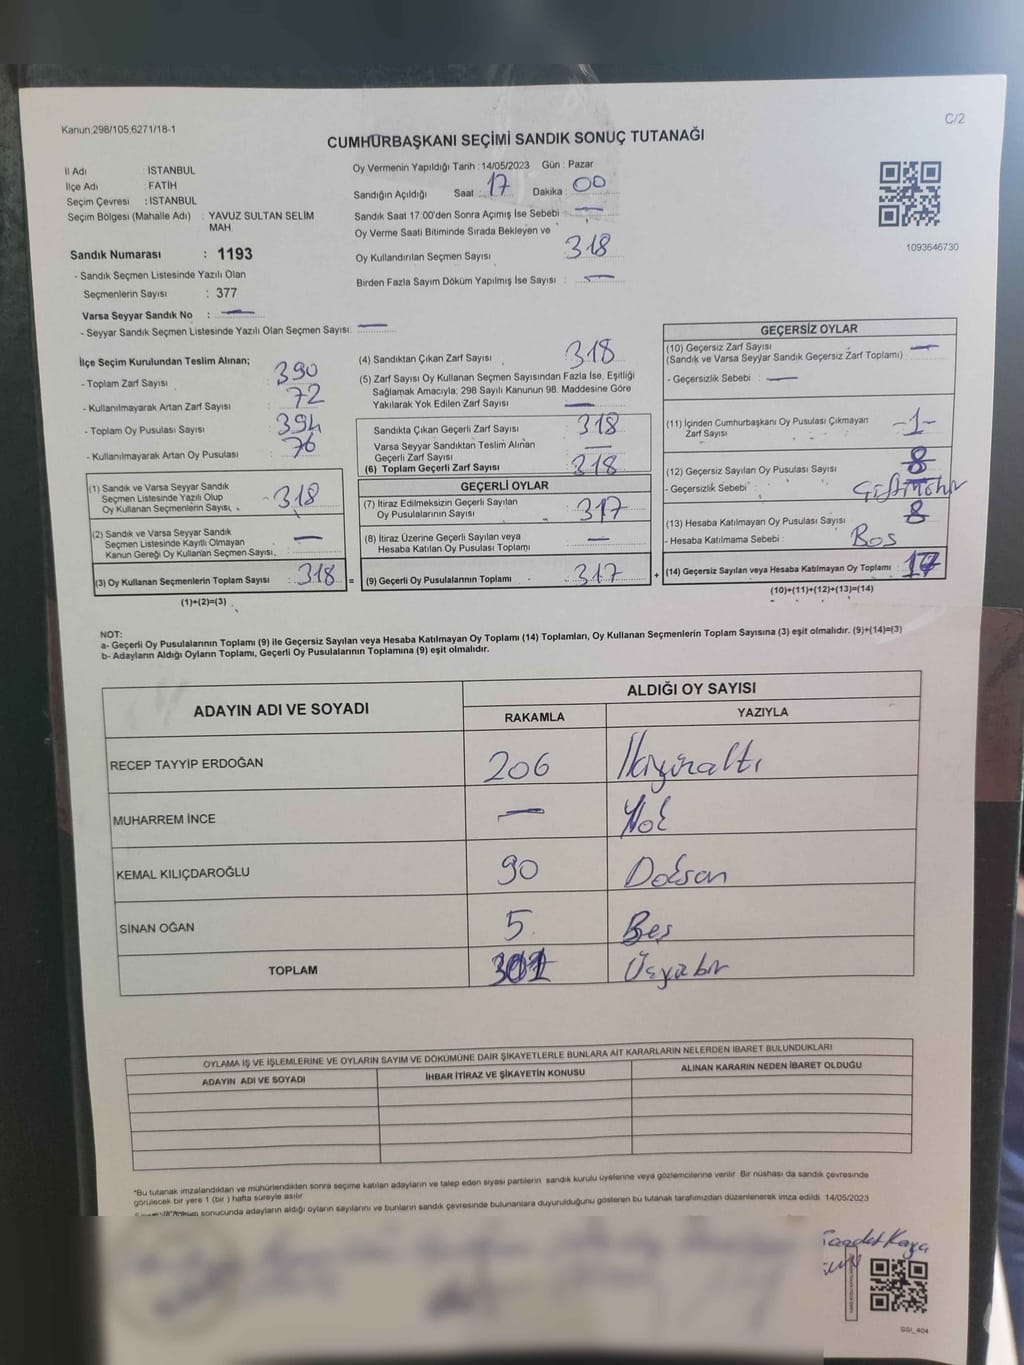 Kanun,298/105,6271/18-1
C/2
CUMHURBAŞKANI SEÇİMİ SANDIK SONUÇ TUTANAĞI
İl Adı : İSTANBUL
İlçe Adı : FATİH
Seçim Çevresi : İSTANBUL
Seçim Bölgesi (Mahalle Adı) : YAVUZ SULTAN SELİM
MAH.
Sandık Numarası : 1193
- Sandık Seçmen Listesinde Yazılı Olan
Seçmenlerin Sayısı : 377
Varsa Seyyar Sandık No : —
- Seyyar Sandık Seçmen Listesinde Yazılı Olan Seçmen Sayısı: —
Oy Vermenin Yapıldığı Tarih : 14/05/2023 Gün : Pazar
Sandığın Açıldığı Saat : 17 Dakika : 00
Sandık Saat 17.00'den Sonra Açılmış İse Sebebi : —
Oy Verme Saati Bitiminde Sırada Bekleyen ve
Oy Kullandırılan Seçmen Sayısı : 318
Birden Fazla Sayım Döküm Yapılmış İse Sayısı : —
1093646730
İlçe Seçim Kurulundan Teslim Alınan;
- Toplam Zarf Sayısı : 390
- Kullanılmayarak Artan Zarf Sayısı : 72
- Toplam Oy Pusulası Sayısı : 394
- Kullanılmayarak Artan Oy Pusulası : 76
(1) Sandık ve Varsa Seyyar Sandık
Seçmen Listesinde Yazılı Olup
Oy Kullanan Seçmenlerin Sayısı, 318
(2) Sandık ve Varsa Seyyar Sandık
Seçmen Listesinde Kayıtlı Olmayan
Kanun Gereği Oy Kullanan Seçmen Sayısı, —
(3) Oy Kullanan Seçmenlerin Toplam Sayısı : 318 =
(1)+(2)=(3)
(4) Sandıktan Çıkan Zarf Sayısı : 318
(5) Zarf Sayısı Oy Kullanan Seçmen Sayısından Fazla İse, Eşitliği
Sağlamak Amacıyla; 298 Sayılı Kanunun 98. Maddesine Göre
Yakılarak Yok Edilen Zarf Sayısı : —
Sandıkta Çıkan Geçerli Zarf Sayısı : 318
Varsa Seyyar Sandıktan Teslim Alınan
Geçerli Zarf Sayısı : —
(6) Toplam Geçerli Zarf Sayısı : 318
GEÇERLİ OYLAR
(7) İtiraz Edilmeksizin Geçerli Sayılan
Oy Pusulalarının Sayısı : 317
(8) İtiraz Üzerine Geçerli Sayılan veya
Hesaba Katılan Oy Pusulası Toplamı : —
(9) Geçerli Oy Pusulalarının Toplamı : 317 +
GEÇERSİZ OYLAR
(10) Geçersiz Zarf Sayısı : —
(Sandık ve Varsa Seyyar Sandık Geçersiz Zarf Toplamı)
- Geçersizlik Sebebi : —
(11) İçinden Cumhurbaşkanı Oy Pusulası Çıkmayan
Zarf Sayısı : -1-
(12) Geçersiz Sayılan Oy Pusulası Sayısı : 8
- Geçersizlik Sebebi : Çift Mühür
(13) Hesaba Katılmayan Oy Pusulası Sayısı : 8
- Hesaba Katılmama Sebebi : Boş
(14) Geçersiz Sayılan veya Hesaba Katılmayan Oy Toplamı : 17
(10)+(11)+(12)+(13)=(14)
NOT:
a- Geçerli Oy Pusulalarının Toplamı (9) ile Geçersiz Sayılan veya Hesaba Katılmayan Oy Toplamı (14) Toplamları, Oy Kullanan Seçmenlerin Toplam Sayısına (3) eşit olmalıdır. (9)+(14)=(3)
b- Adayların Aldığı Oyların Toplamı, Geçerli Oy Pusulalarının Toplamına (9) eşit olmalıdır.
ADAYIN ADI VE SOYADI
ALDIĞI OY SAYISI
RAKAMLA YAZIYLA
RECEP TAYYİP ERDOĞAN 206 İkiyüzaltı
MUHARREM İNCE — Yok
KEMAL KILIÇDAROĞLU 90 Doksan
SİNAN OĞAN 5 Beş
TOPLAM 301 Üçyüzbir
OYLAMA İŞ VE İŞLEMLERİNE VE OYLARIN SAYIM VE DÖKÜMÜNE DAİR ŞİKAYETLERLE BUNLARA AİT KARARLARIN NELERDEN İBARET BULUNDUKLARI
ADAYIN ADI VE SOYADI İHBAR İTİRAZ VE ŞİKAYETİN KONUSU ALINAN KARARIN NEDEN İBARET OLDUĞU
"Bu tutanak imzalandıktan ve mühürlendikten sonra seçime katılan adayların ve talep eden siyasi partilerin sandık kurulu üyelerine veya gözlemcilerine verilir. Bir nüshası da sandık çevresinde
görülecek bir yere 1 (bir) hafta süreyle asılır.
sonucunda adayların aldığı oyların sayılarını ve bunların sandık çevresinde bulunanlara duyurulduğunu gösteren bu tutanak tarafımızdan düzenlenerek imza edildi. 14/05/2023
Saadet Kaya
SSI_404